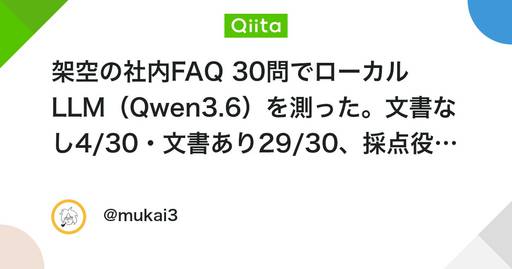 Qiita
架空の社内FAQ 30問でローカル
LLM（Qwen3.6）を測った。文書な
し4/30・文書あり29/30、採点役…
@mukai3